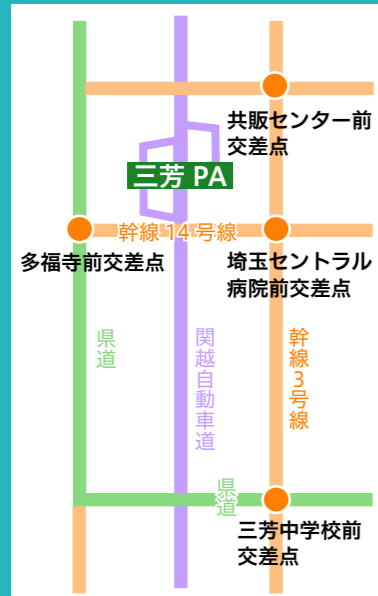 共販センター前
交差点
三芳 PA
幹線 14 号線
多福寺前交差点
埼玉セントラル
病院前交差点
県道
関越自動車道
幹線3号線
県道
三芳中学校前
交差点